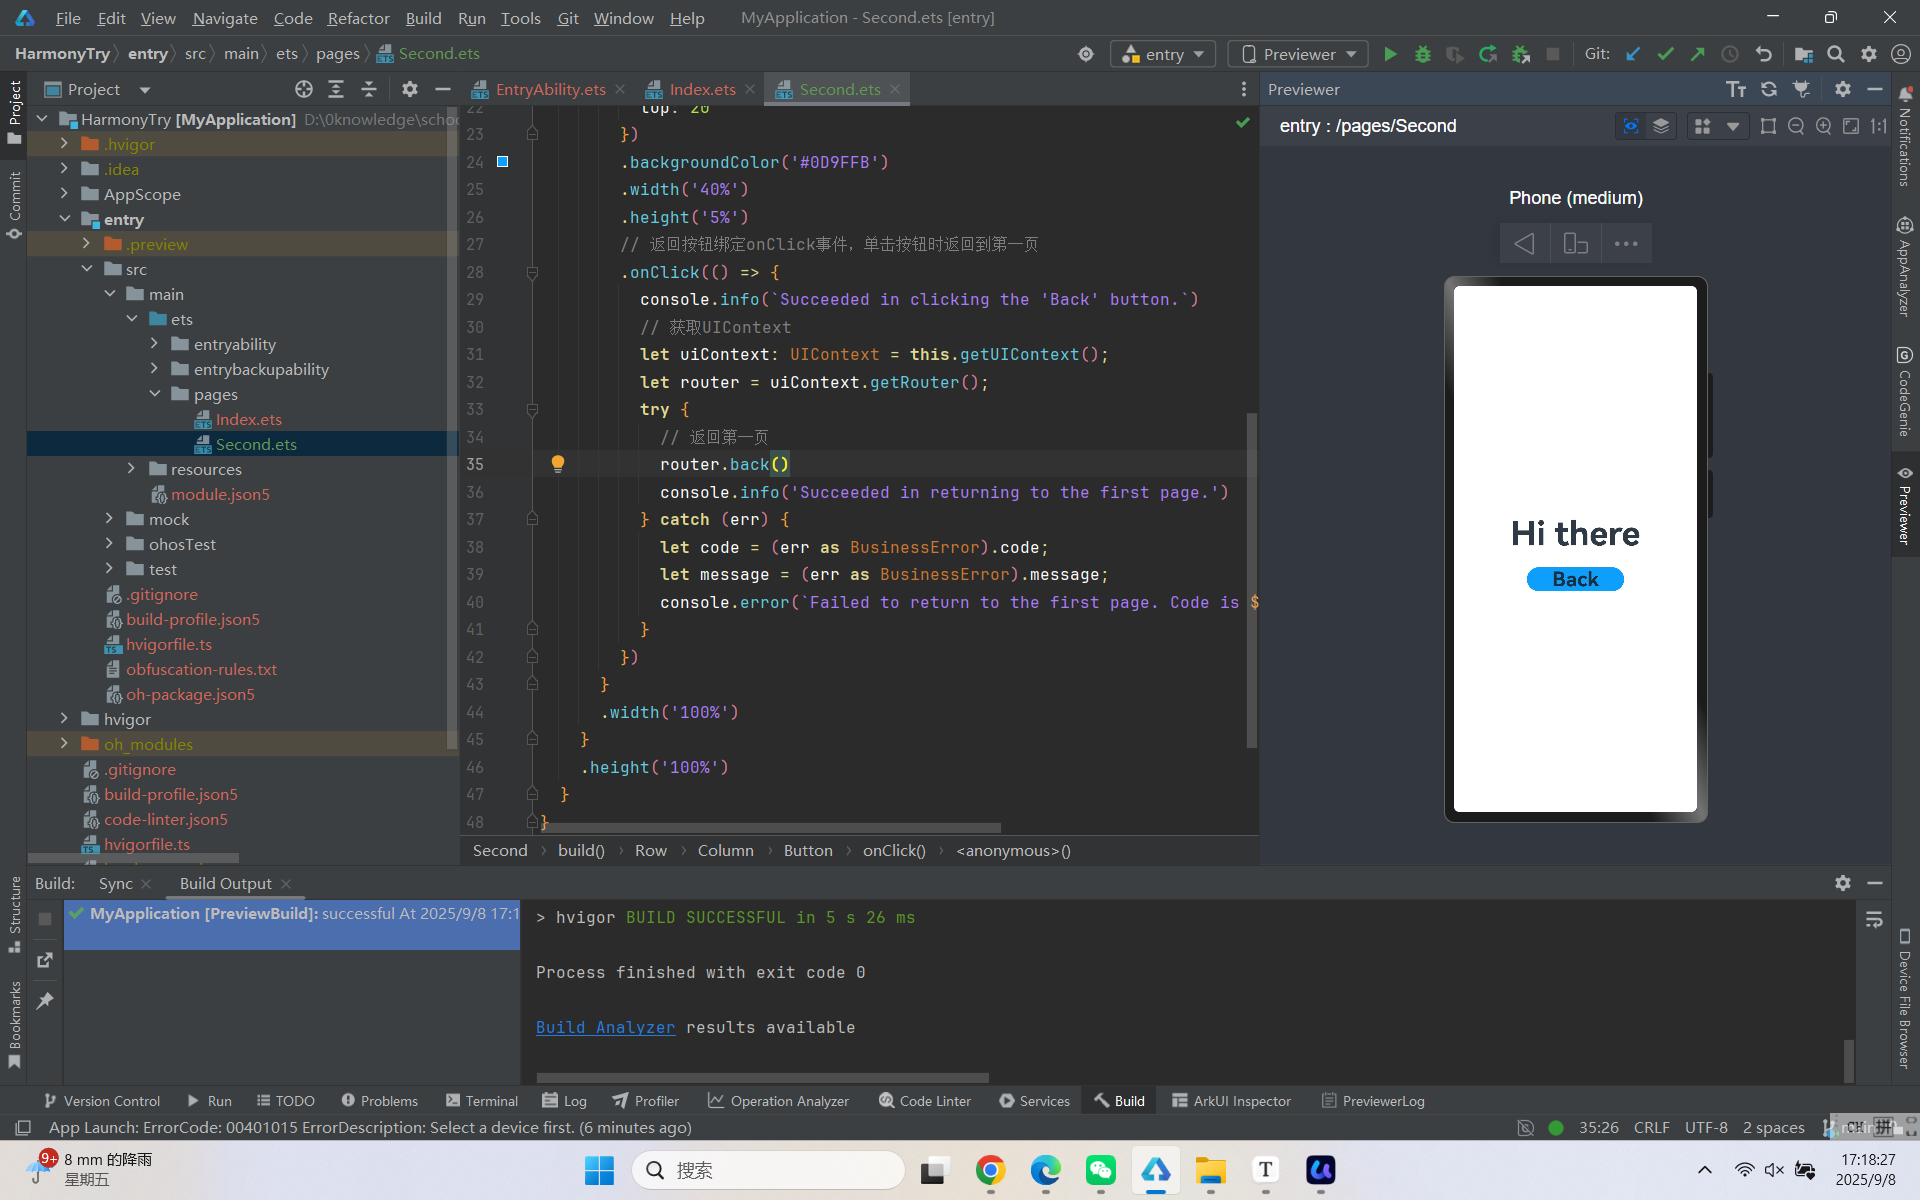 File Edit View Navigate Code Refactor Build Run Tools Git Window Help MyApplication - Second.ets [entry]
HarmonyTry entry src main ets pages Second.ets entry Previewer Git:
Project
Commit
Structure
Bookmarks
Project
HarmonyTry [MyApplication] D:\0knowledge\schoo
.hvigor
.idea
AppScope
entry
.preview
src
main
ets
entryability
entrybackupability
pages
Index.ets
Second.ets
resources
module.json5
mock
ohosTest
test
.gitignore
build-profile.json5
hvigorfile.ts
obfuscation-rules.txt
oh-package.json5
hvigor
oh_modules
.gitignore
build-profile.json5
code-linter.json5
hvigorfile.ts
EntryAbility.ets Index.ets Second.ets
22 top: 20
23 })
24 .backgroundColor('#0D9FFB')
25 .width('40%')
26 .height('5%')
27 // 返回按钮绑定onClick事件，单击按钮时返回到第一页
28 .onClick(() => {
29 console.info(`Succeeded in clicking the 'Back' button.`)
30 // 获取UIContext
31 let uiContext: UIContext = this.getUIContext();
32 let router = uiContext.getRouter();
33 try {
34 // 返回第一页
35 router.back()
36 console.info('Succeeded in returning to the first page.')
37 } catch (err) {
38 let code = (err as BusinessError).code;
39 let message = (err as BusinessError).message;
40 console.error(`Failed to return to the first page. Code is $
41 }
42 })
43 }
44 .width('100%')
45 }
46 .height('100%')
47 }
48 }
Second build() Row Column Button onClick() <anonymous>()
Previewer
entry : /pages/Second
1:1
Phone (medium)
Hi there
Back
Notifications
AppAnalyzer
CodeGenie
Previewer
Device File Browser
Build: Sync Build Output
MyApplication [PreviewBuild]: successful At 2025/9/8 17:1
> hvigor BUILD SUCCESSFUL in 5 s 26 ms
Process finished with exit code 0
Build Analyzer results available
Version Control Run TODO Problems Terminal Log Profiler Operation Analyzer Code Linter Services Build ArkUI Inspector PreviewerLog
App Launch: ErrorCode: 00401015 ErrorDescription: Select a device first. (6 minutes ago) 35:26 CRLF UTF-8 2 spaces
9+ 8 mm 的降雨
星期五
搜索
17:18:27
2025/9/8